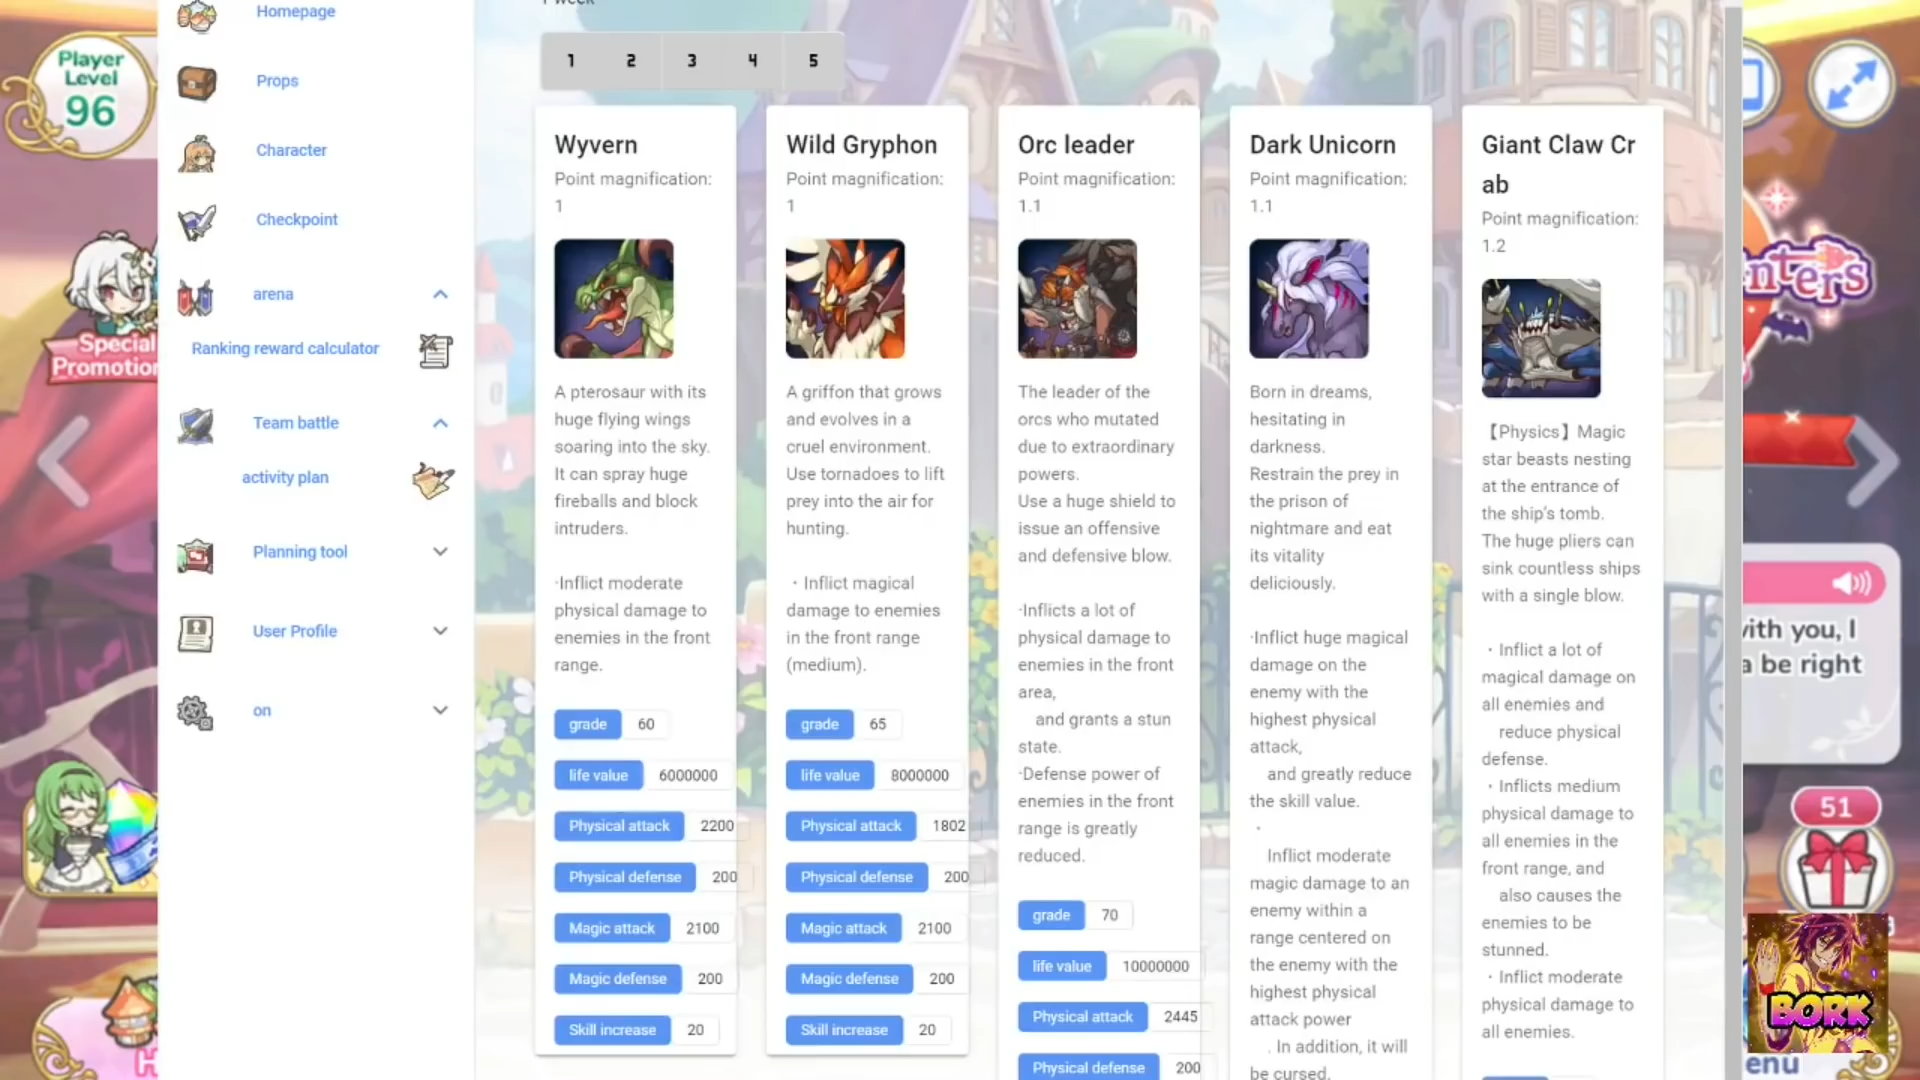 Player
Level
96
Special
Promotion
Homepage
Props
Character
Checkpoint
arena
Ranking reward calculator
Team battle
activity plan
Planning tool
User Profile
on
1 week
1 2 3 4 5
Wyvern
Point magnification:
1
A pterosaur with its
huge flying wings
soaring into the sky.
It can spray huge
fireballs and block
intruders.
·Inflict moderate
physical damage to
enemies in the front
range.
grade 60
life value 6000000
Physical attack 2200
Physical defense 200
Magic attack 2100
Magic defense 200
Skill increase 20
Wild Gryphon
Point magnification:
1
A griffon that grows
and evolves in a
cruel environment.
Use tornadoes to lift
prey into the air for
hunting.
・Inflict magical
damage to enemies
in the front range
(medium).
grade 65
life value 8000000
Physical attack 1802
Physical defense 200
Magic attack 2100
Magic defense 200
Skill increase 20
Orc leader
Point magnification:
1.1
The leader of the
orcs who mutated
due to extraordinary
powers.
Use a huge shield to
issue an offensive
and defensive blow.
·Inflicts a lot of
physical damage to
enemies in the front
area,
and grants a stun
state.
·Defense power of
enemies in the front
range is greatly
reduced.
grade 70
life value 10000000
Physical attack 2445
Physical defense 200
Dark Unicorn
Point magnification:
1.1
Born in dreams,
hesitating in
darkness.
Restrain the prey in
the prison of
nightmare and eat
its vitality
deliciously.
·Inflict huge magical
damage on the
enemy with the
highest physical
attack,
and greatly reduce
the skill value.
·
Inflict moderate
magic damage to an
enemy within a
range centered on
the enemy with the
highest physical
attack power
. In addition, it will
be cursed.
Giant Claw Cr
ab
Point magnification:
1.2
【Physics】Magic
star beasts nesting
at the entrance of
the ship's tomb.
The huge pliers can
sink countless ships
with a single blow.
・Inflict a lot of
magical damage on
all enemies and
reduce physical
defense.
・Inflicts medium
physical damage to
all enemies in the
front range, and
also causes the
enemies to be
stunned.
・Inflict moderate
physical damage to
all enemies.
nters
with you, I
a be right
51
BORK
enu